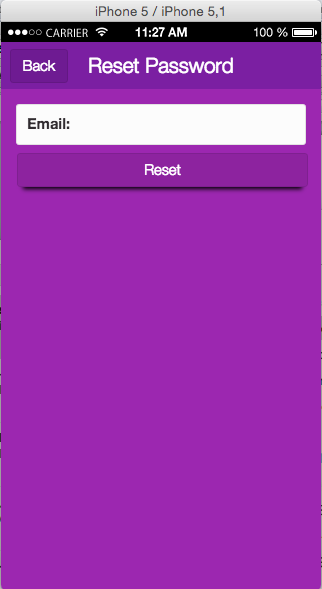 iPhone 5 / iPhone 5,1
CARRIER 11:27 AM 100 %
Back Reset Password
Email:
Reset